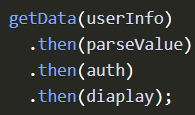 getData(userInfo)
  .then(parseValue)
  .then(auth)
  .then(diaplay);